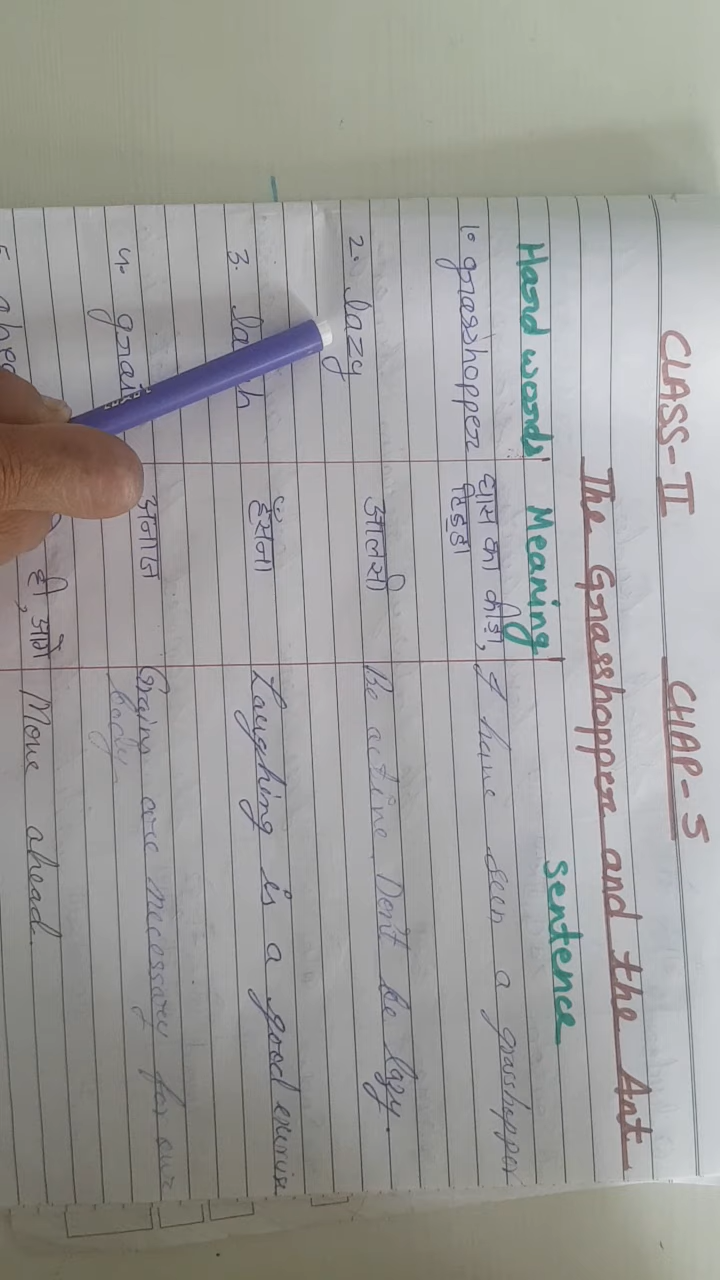 CLASS-II CHAP-5
The Grasshopper and the Ant
Hard words Meaning Sentence
1. grasshopper घास का कीड़ा, I have seen a grasshopper
टिड्डा
2. lazy आलसी Be active. Don't be lazy.
3. हँसना Laughing is a good exercise
4. अनाज Grains are necessary for our
body.
5. ही, आगे Move ahead.